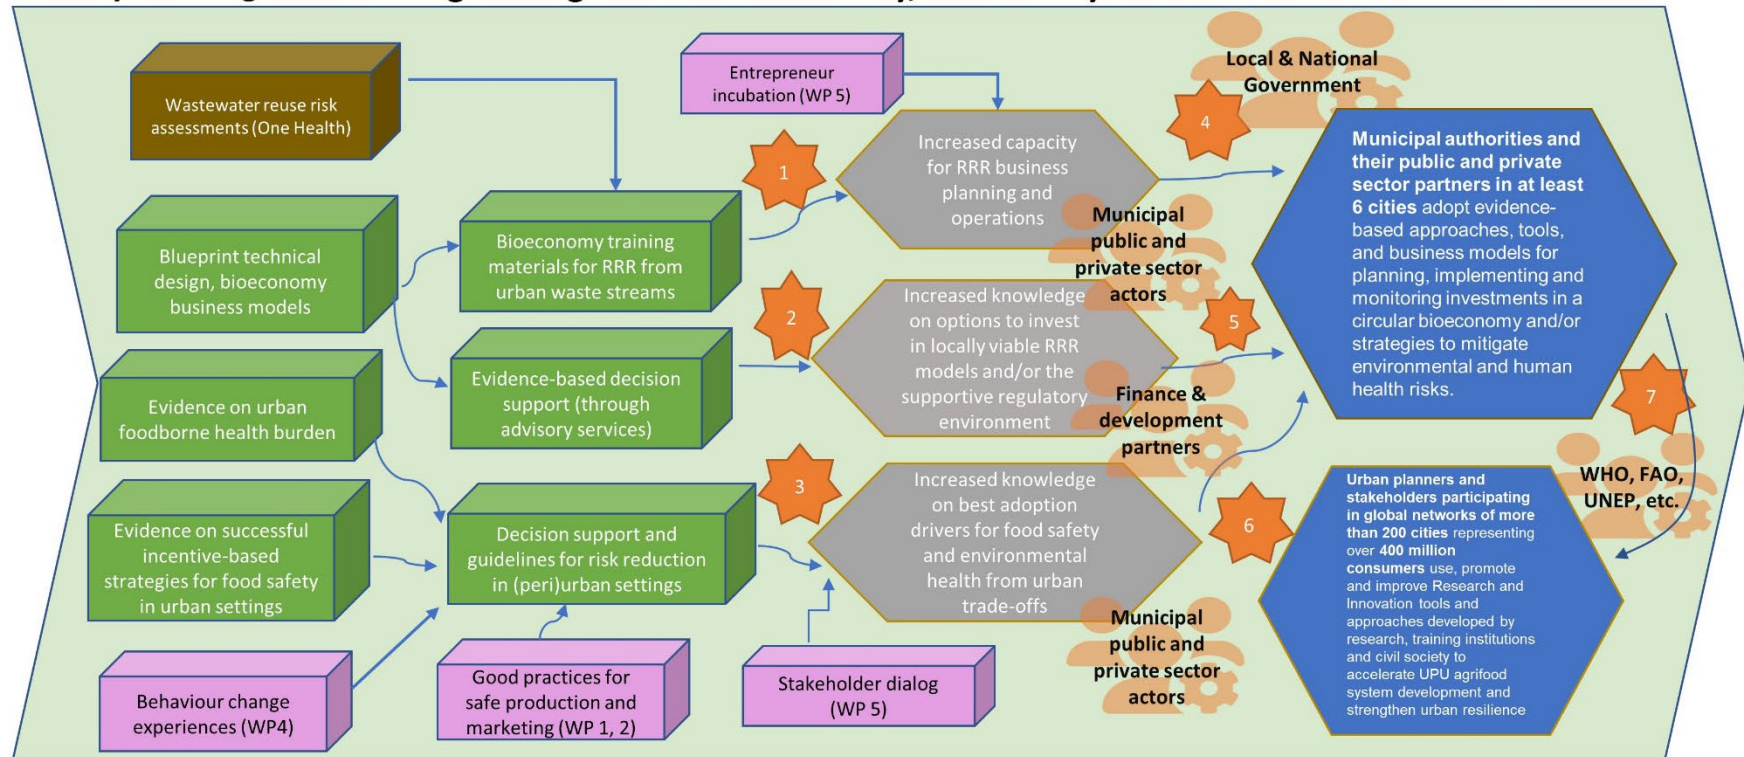 Wastewater reuse risk
assessments (One Health)
Entrepreneur
incubation (WP 5)
Local & National
Government
1
Increased capacity
for RRR business
planning and
operations
4
Municipal authorities and
their public and private
sector partners in at least
6 cities adopt evidence-
based approaches, tools,
and business models for
planning, implementing and
monitoring investments in a
circular bioeconomy and/or
strategies to mitigate
environmental and human
health risks.
Blueprint technical
design, bioeconomy
business models
Bioeconomy training
materials for RRR from
urban waste streams
Municipal
public and
private sector
actors
2
Increased knowledge
on options to invest
in locally viable RRR
models and/or the
supportive regulatory
environment
5
Evidence on urban
foodborne health burden
Evidence-based decision
support (through
advisory services)
Finance &
development
partners
7
3
Increased knowledge
on best adoption
drivers for food safety
and environmental
health from urban
trade-offs
6
WHO, FAO,
UNEP, etc.
Evidence on successful
incentive-based
strategies for food safety
in urban settings
Decision support and
guidelines for risk reduction
in (peri)urban settings
Urban planners and
stakeholders participating
in global networks of more
than 200 cities representing
over 400 million
consumers use, promote
and improve Research and
Innovation tools and
approaches developed by
research, training institutions
and civil society to
accelerate UPU agrifood
system development and
strengthen urban resilience
Behaviour change
experiences (WP4)
Good practices for
safe production and
marketing (WP 1, 2)
Stakeholder dialog
(WP 5)
Municipal
public and
private sector
actors